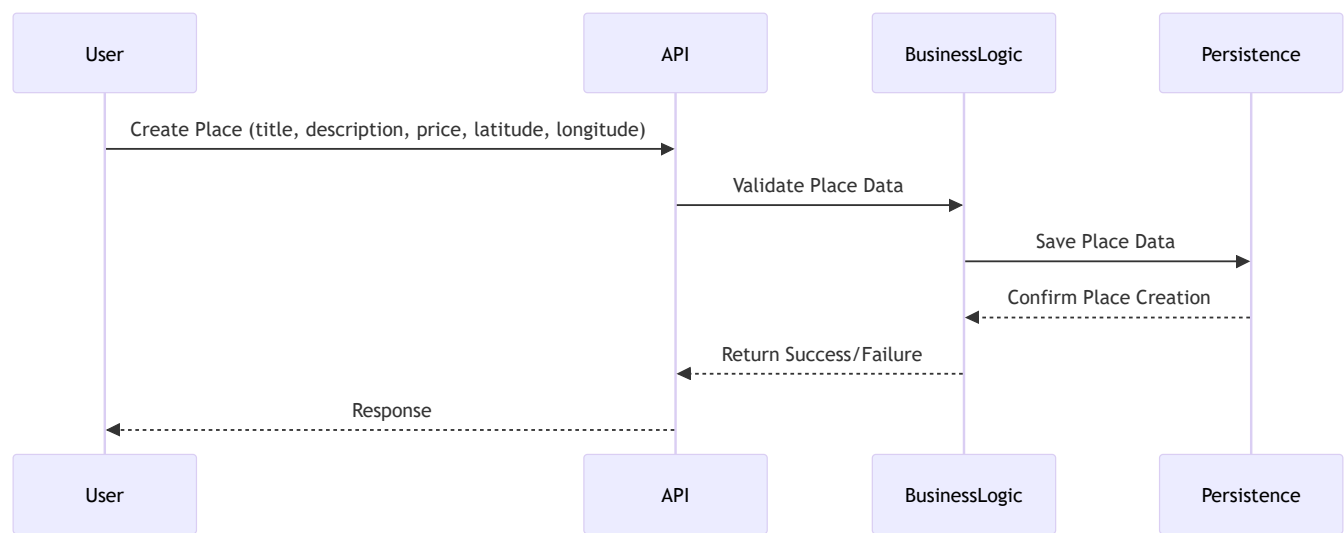 User
API
BusinessLogic
Persistence
Create Place (title, description, price, latitude, longitude)
Validate Place Data
Save Place Data
Confirm Place Creation
Return Success/Failure
Response
User
API
BusinessLogic
Persistence